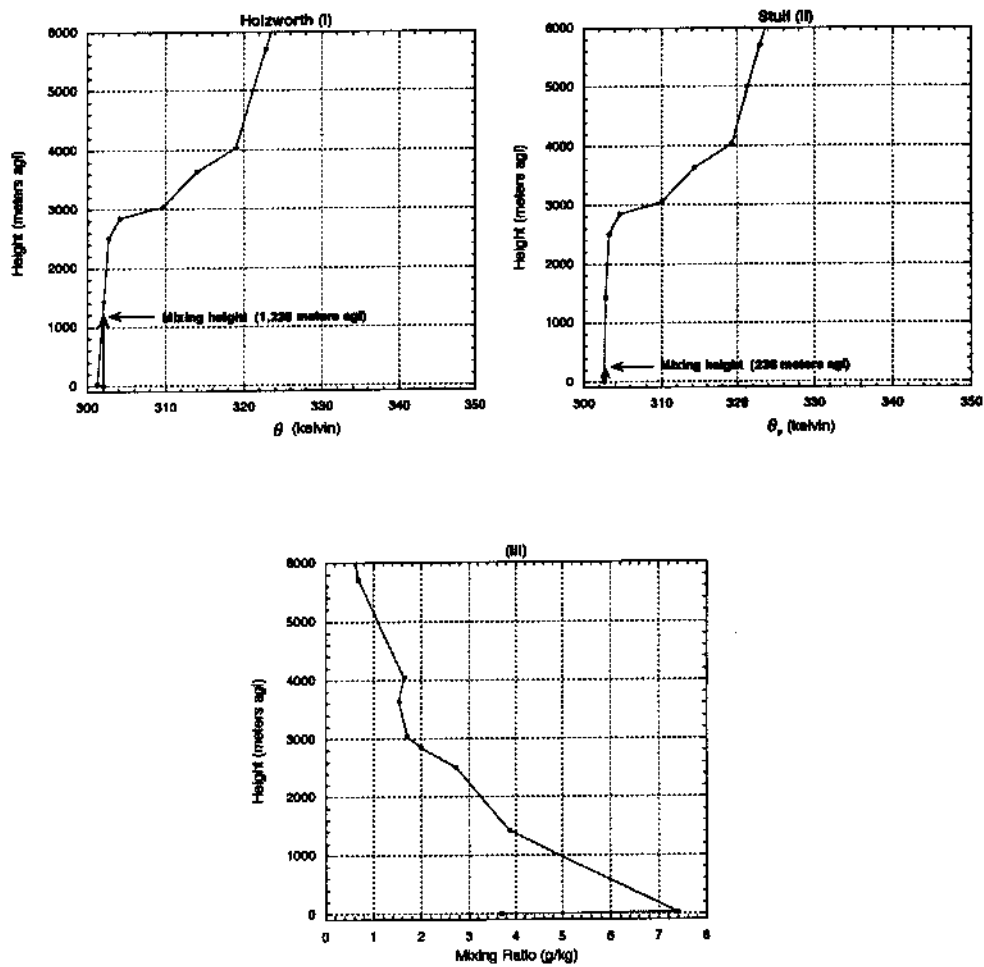 Holzworth (i)
6000
5000
4000
3000
2000
1000
0
Height (meters agl)
Mixing height (1,236 meters agl)
300 310 320 330 340 350
θ (kelvin)
Stull (ii)
6000
5000
4000
3000
2000
1000
0
Height (meters agl)
Mixing height (236 meters agl)
300 310 320 330 340 350
θᵥ (kelvin)
(iii)
6000
5000
4000
3000
2000
1000
0
Height (meters agl)
0 1 2 3 4 5 6 7 8
Mixing Ratio (g/kg)